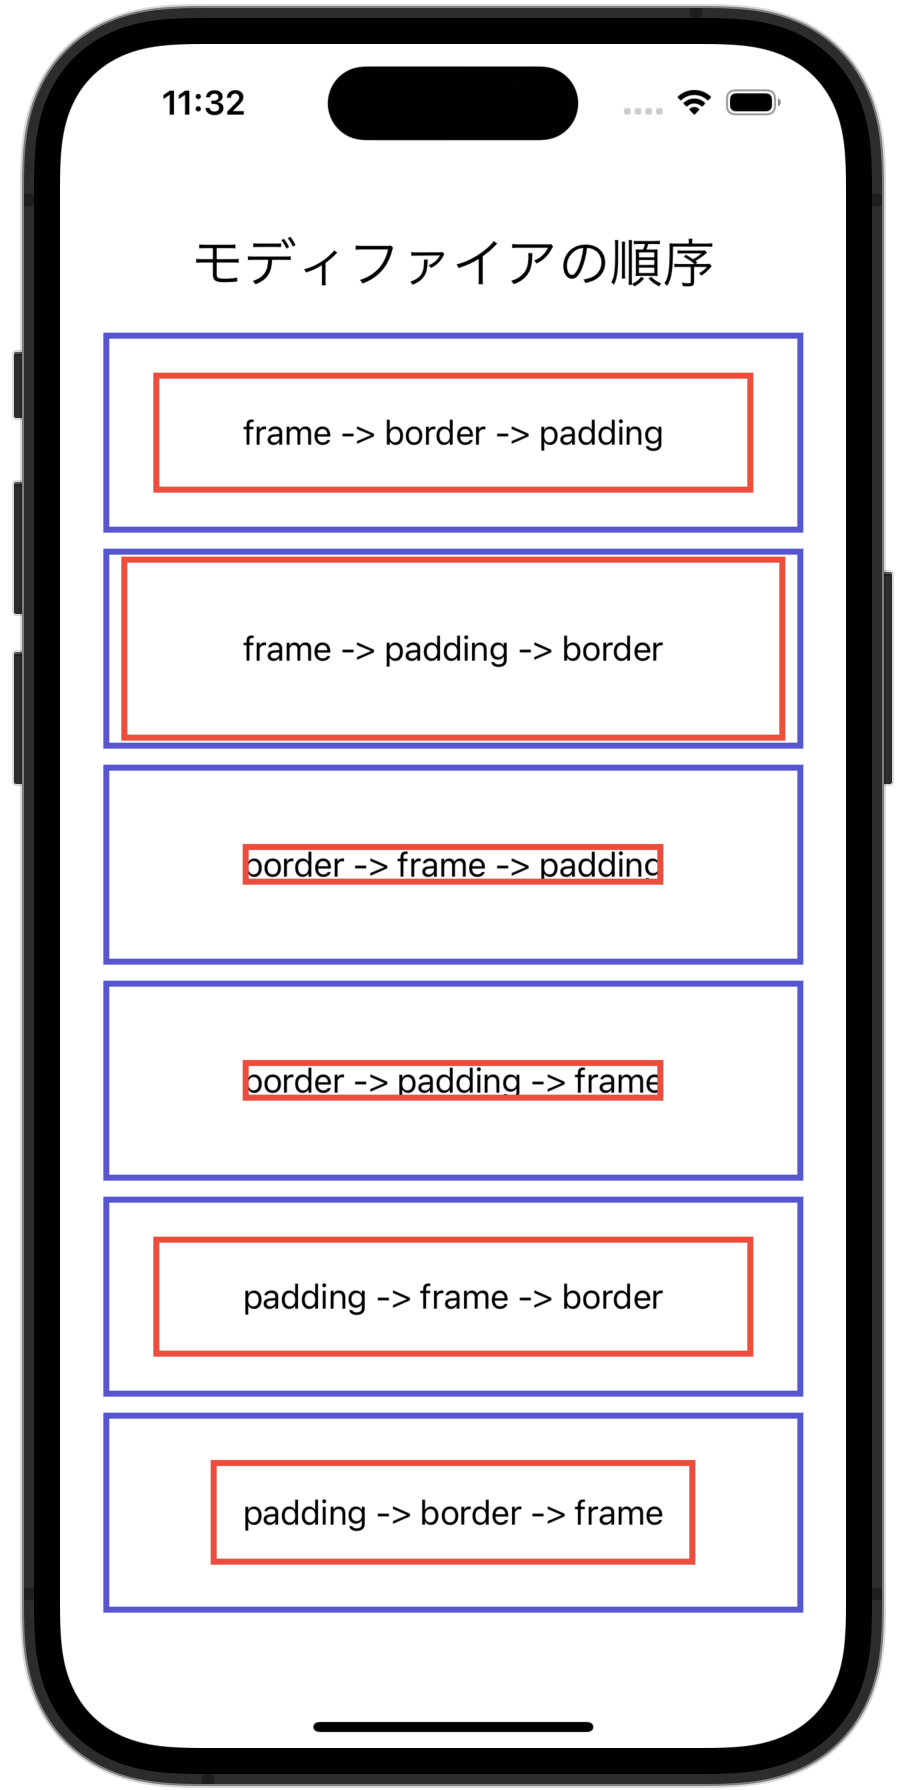 11:32
モディファイアの順序
frame -> border -> padding
frame -> padding -> border
border -> frame -> padding
border -> padding -> frame
padding -> frame -> border
padding -> border -> frame